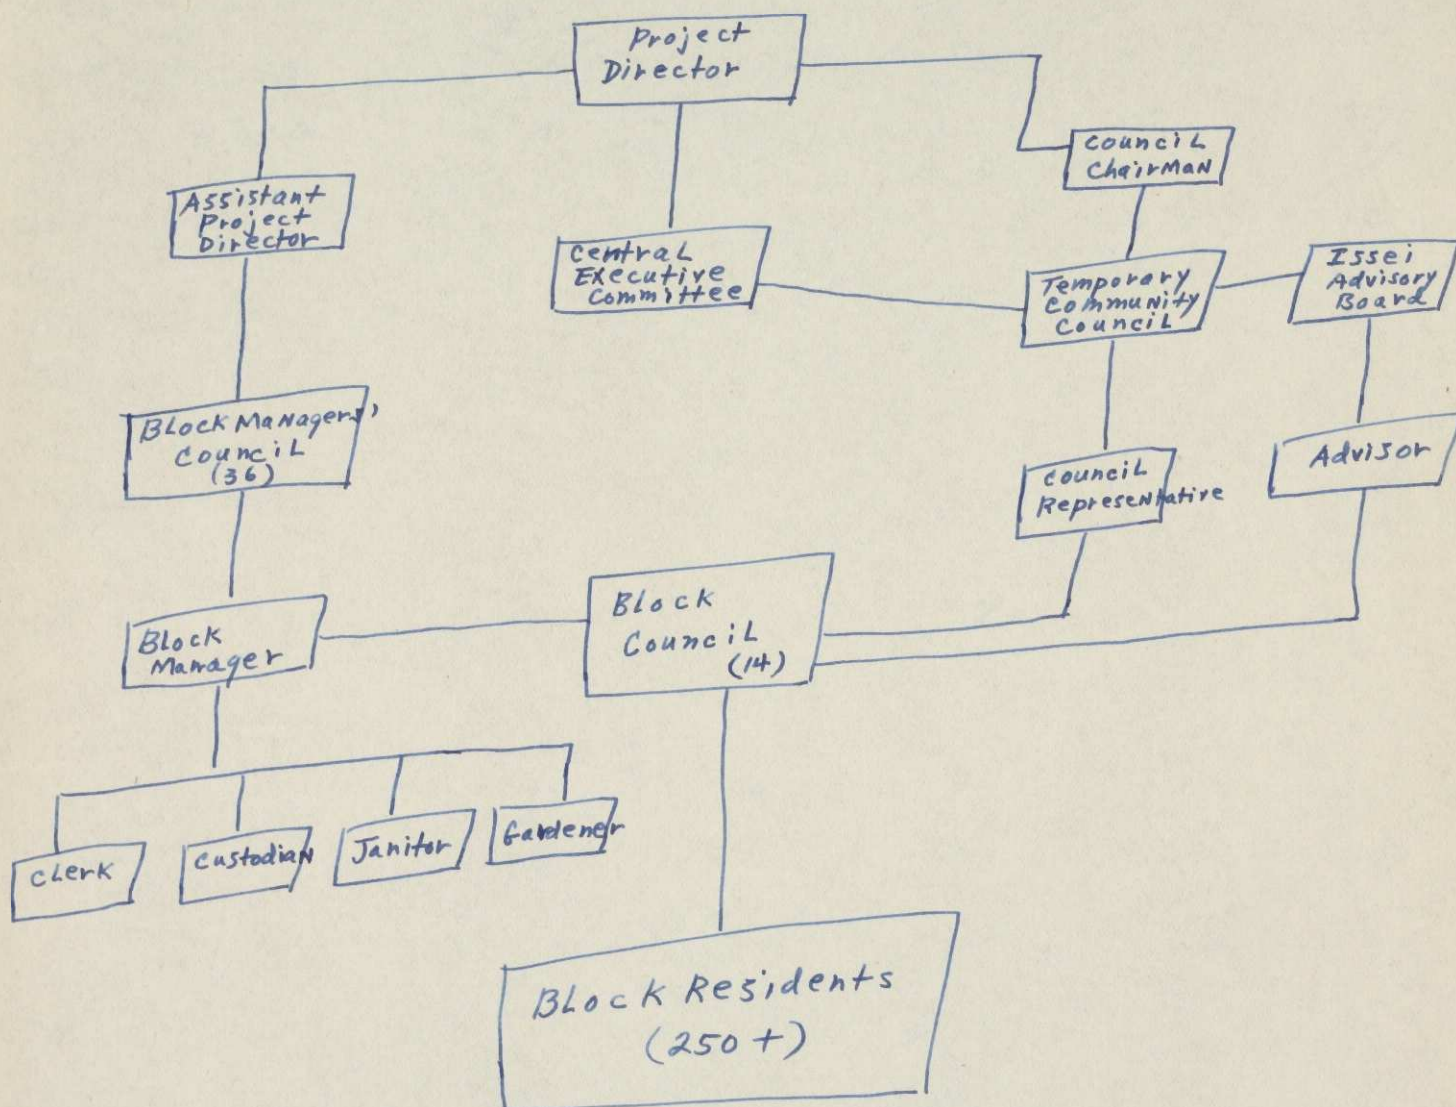 Project
Director
Council
Chairman
Assistant
Project
Director
Central
Executive
Committee
Temporary
Community
Council
Issei
Advisory
Board
Block Managers'
Council
(36)
Council
Representative
Advisor
Block
Manager
Block
Council
(14)
Clerk
Custodian
Janitor
Gardener
Block Residents
(250+)